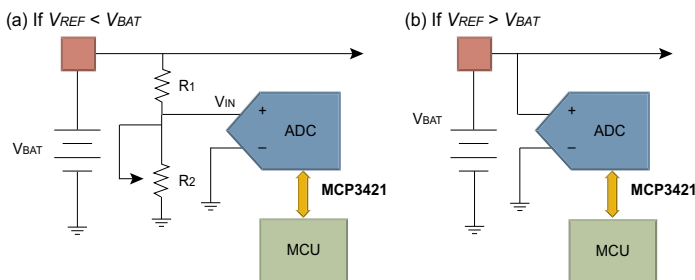 (a) If VREF < VBAT
R1
VIN
ADC
VBAT
R2
MCP3421
MCU
(b) If VREF > VBAT
VBAT
ADC
MCP3421
MCU
+
–
+
–